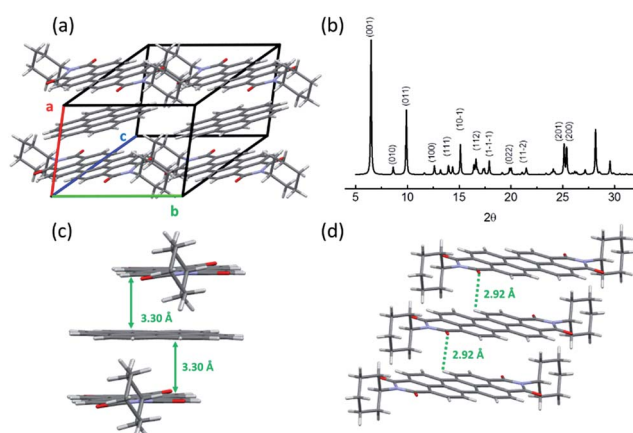 (a)
a
c
b
(b)
(001)
(010)
(011)
(100)
(111)
(10-1)
(112)
(1-1-1)
(022)
(11-2)
(201)
(200)
5 10 15 20 25 30
2θ
(c)
3.30 Å
3.30 Å
(d)
2.92 Å
2.92 Å